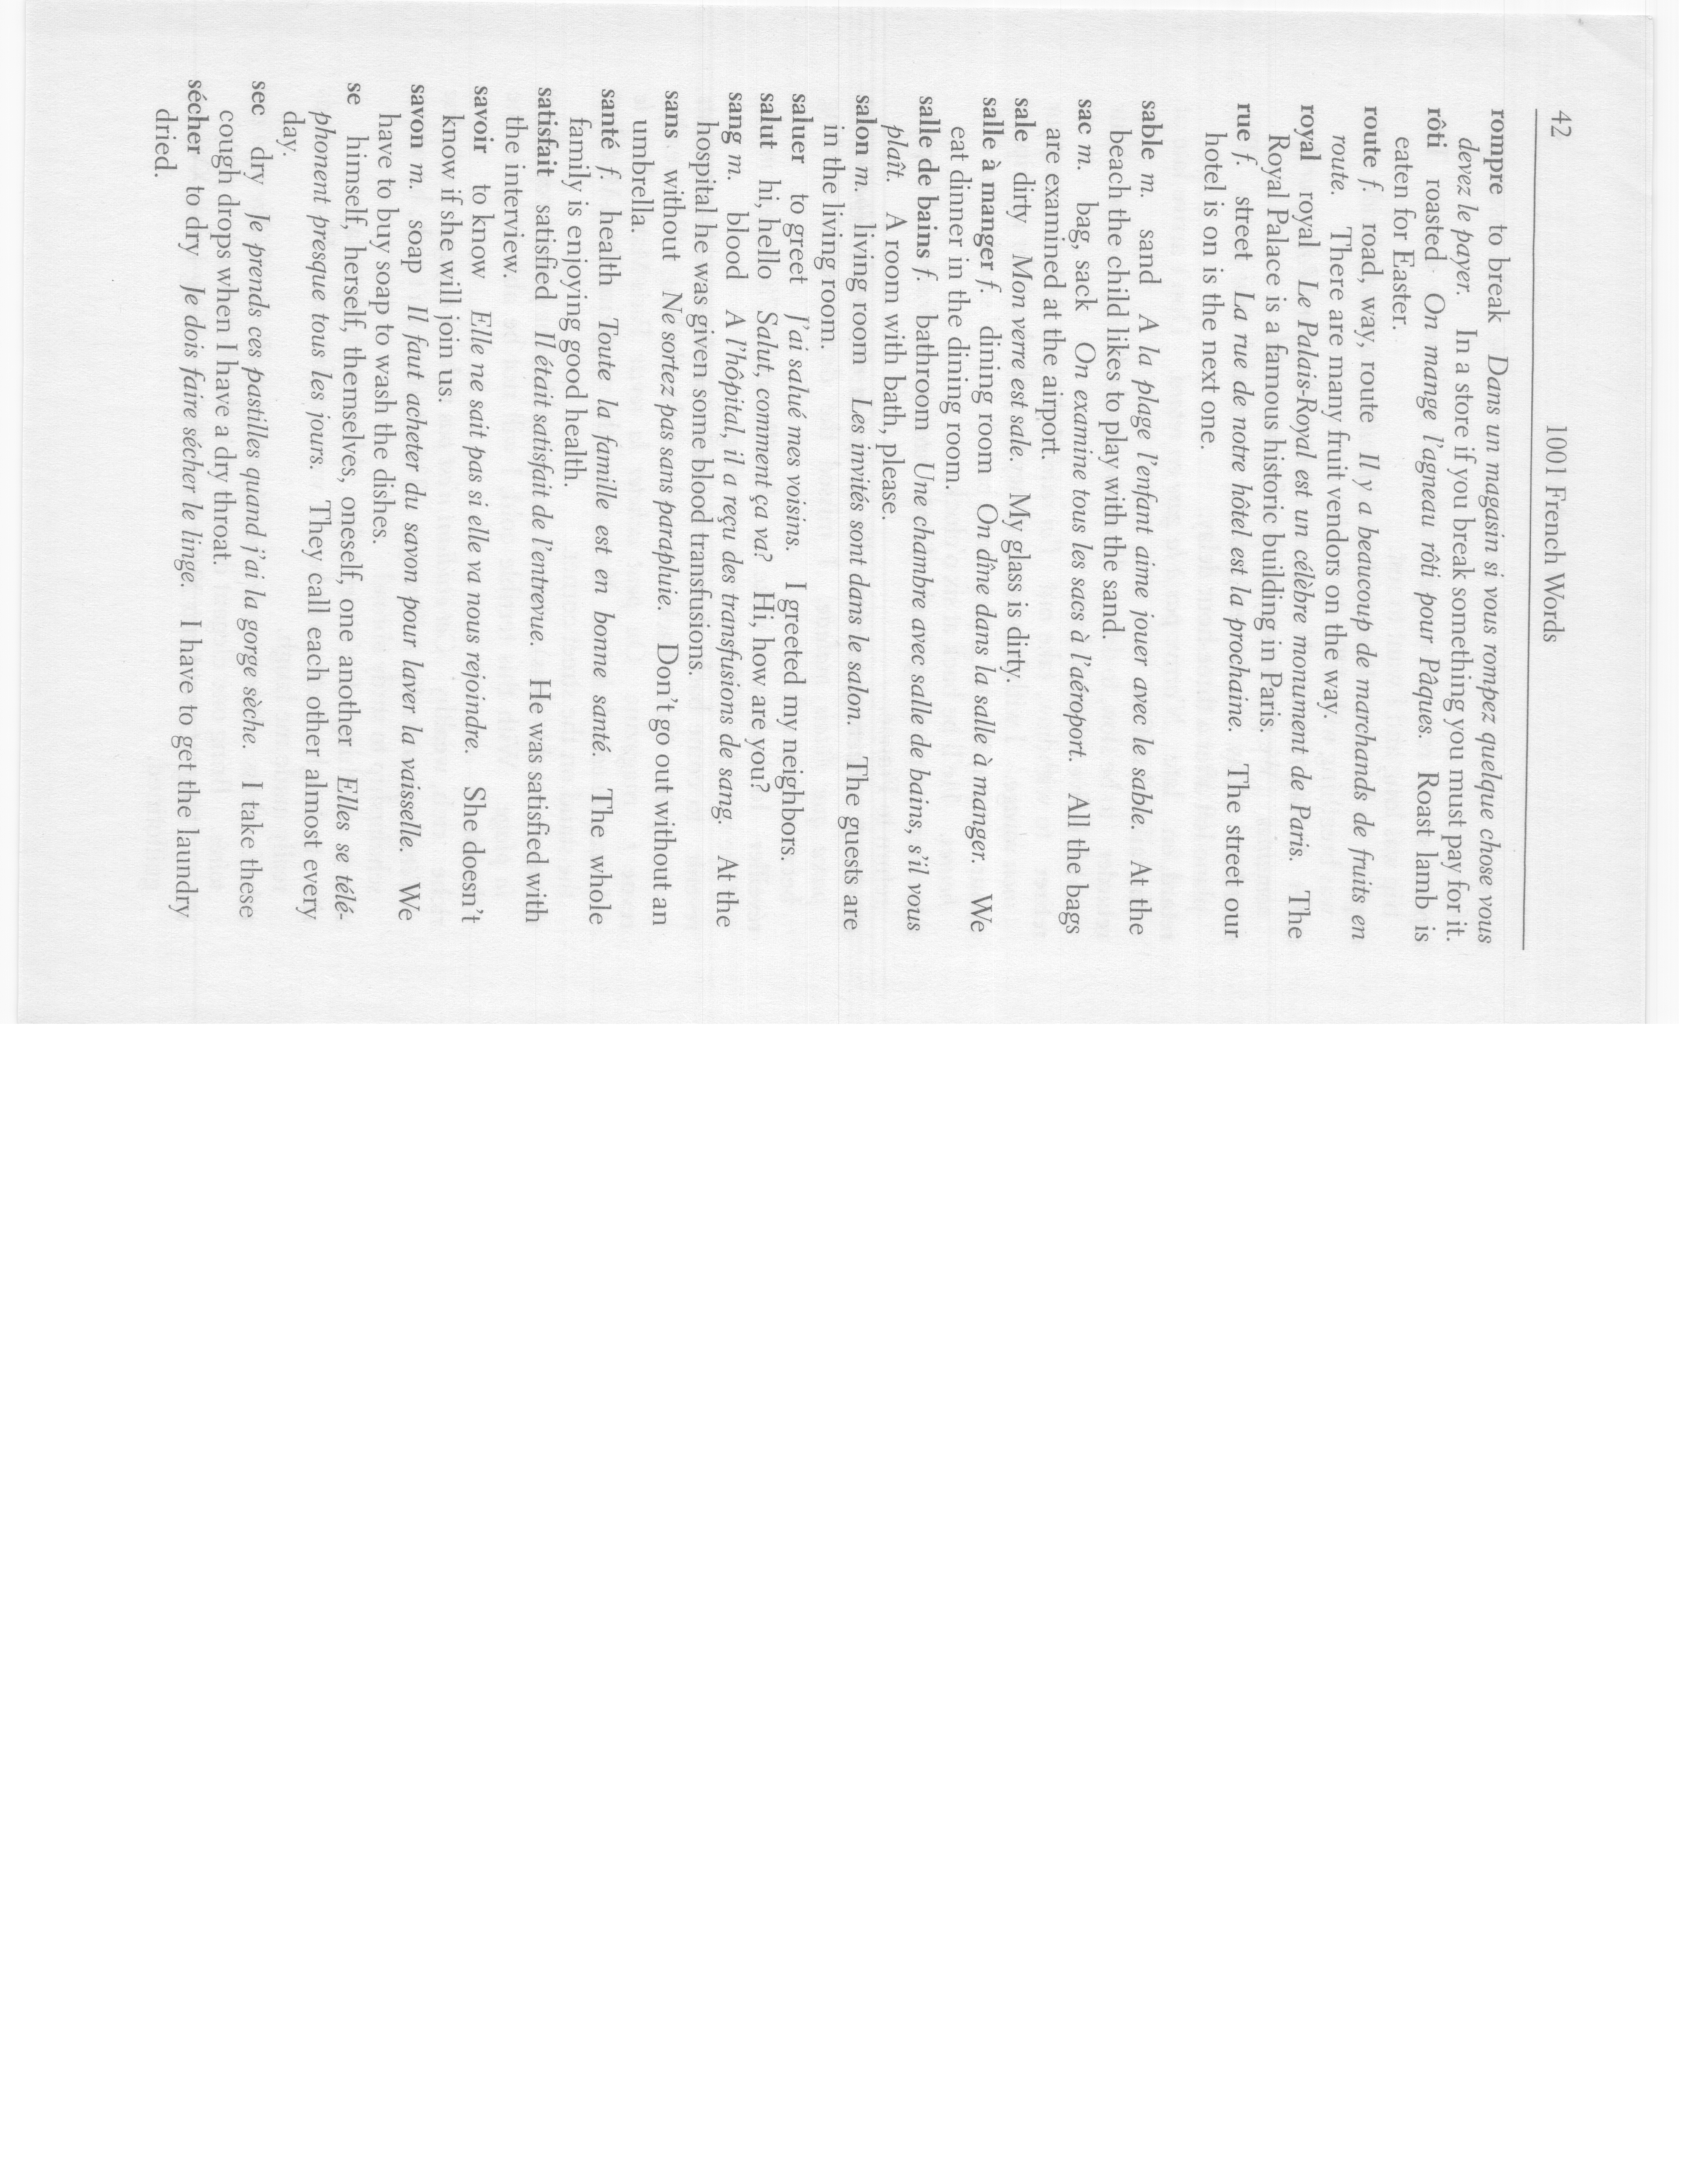 42 1001 French Words
rompre to break Dans un magasin si vous rompez quelque chose vous
devez le payer. In a store if you break something you must pay for it.
rôti roasted On mange l'agneau rôti pour Pâques. Roast lamb is
eaten for Easter.
route f. road, way, route Il y a beaucoup de marchands de fruits en
route. There are many fruit vendors on the way.
royal royal Le Palais-Royal est un célèbre monument de Paris. The
Royal Palace is a famous historic building in Paris.
rue f. street La rue de notre hôtel est la prochaine. The street our
hotel is on is the next one.
sable m. sand A la plage l'enfant aime jouer avec le sable. At the
beach the child likes to play with the sand.
sac m. bag, sack On examine tous les sacs à l'aéroport. All the bags
are examined at the airport.
sale dirty Mon verre est sale. My glass is dirty.
salle à manger f. dining room On dîne dans la salle à manger. We
eat dinner in the dining room.
salle de bains f. bathroom Une chambre avec salle de bains, s'il vous
plaît. A room with bath, please.
salon m. living room Les invités sont dans le salon. The guests are
in the living room.
saluer to greet J'ai salué mes voisins. I greeted my neighbors.
salut hi, hello Salut, comment ça va? Hi, how are you?
sang m. blood A l'hôpital, il a reçu des transfusions de sang. At the
hospital he was given some blood transfusions.
sans without Ne sortez pas sans parapluie. Don't go out without an
umbrella.
santé f. health Toute la famille est en bonne santé. The whole
family is enjoying good health.
satisfait satisfied Il était satisfait de l'entrevue. He was satisfied with
the interview.
savoir to know Elle ne sait pas si elle va nous rejoindre. She doesn't
know if she will join us.
savon m. soap Il faut acheter du savon pour laver la vaisselle. We
have to buy soap to wash the dishes.
se himself, herself, themselves, oneself, one another Elles se télé-
phonent presque tous les jours. They call each other almost every
day.
sec dry Je prends ces pastilles quand j'ai la gorge sèche. I take these
cough drops when I have a dry throat.
sécher to dry Je dois faire sécher le linge. I have to get the laundry
dried.